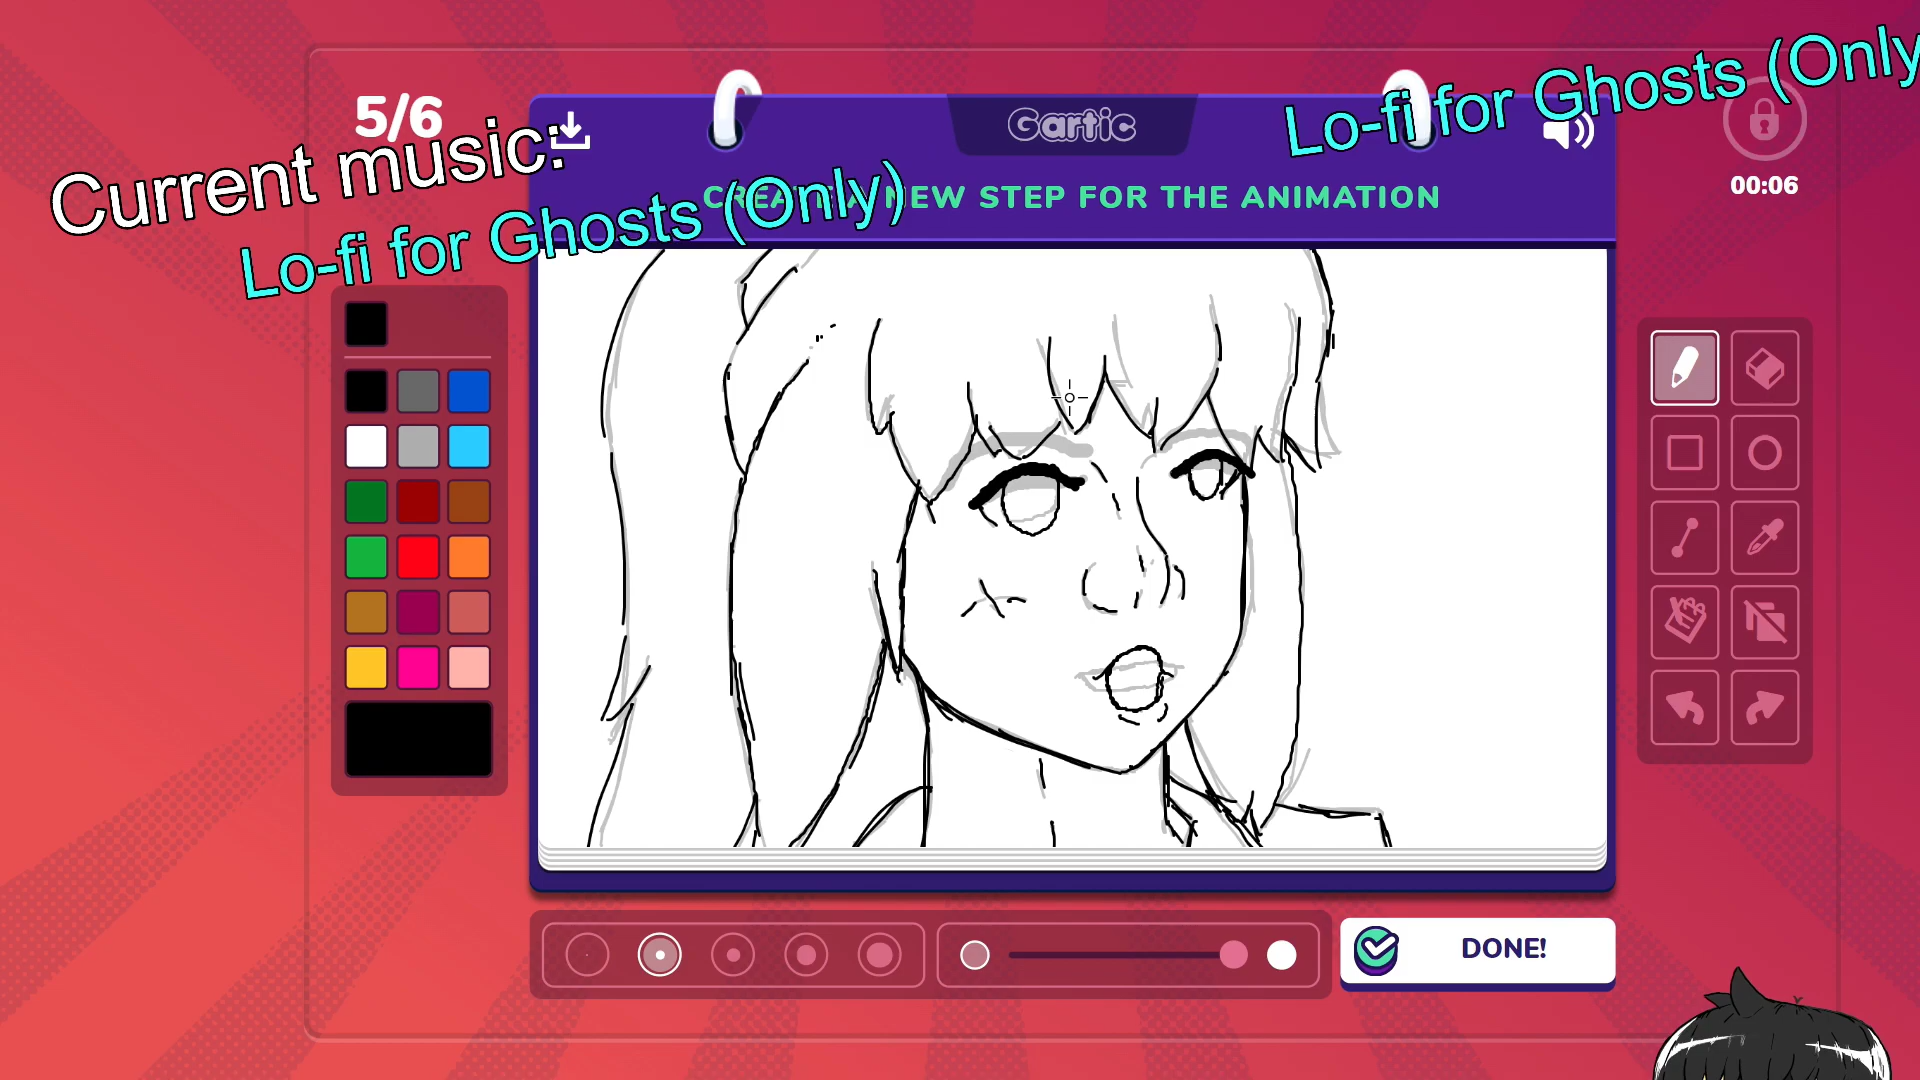 5/6
Gartic
Current music:
Lo-fi for Ghosts (Only)
Lo-fi for Ghosts (Only
00:06
NEW STEP FOR THE ANIMATION
DONE!